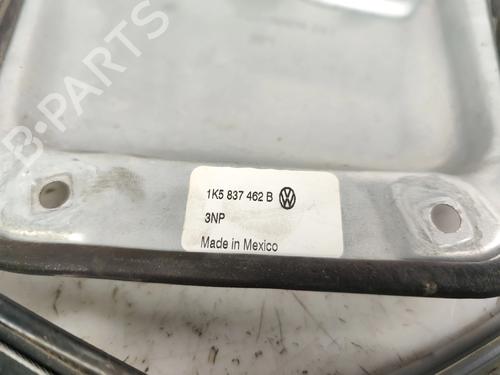 B-PARTS
1K5 837 462 B
3NP
Made in Mexico